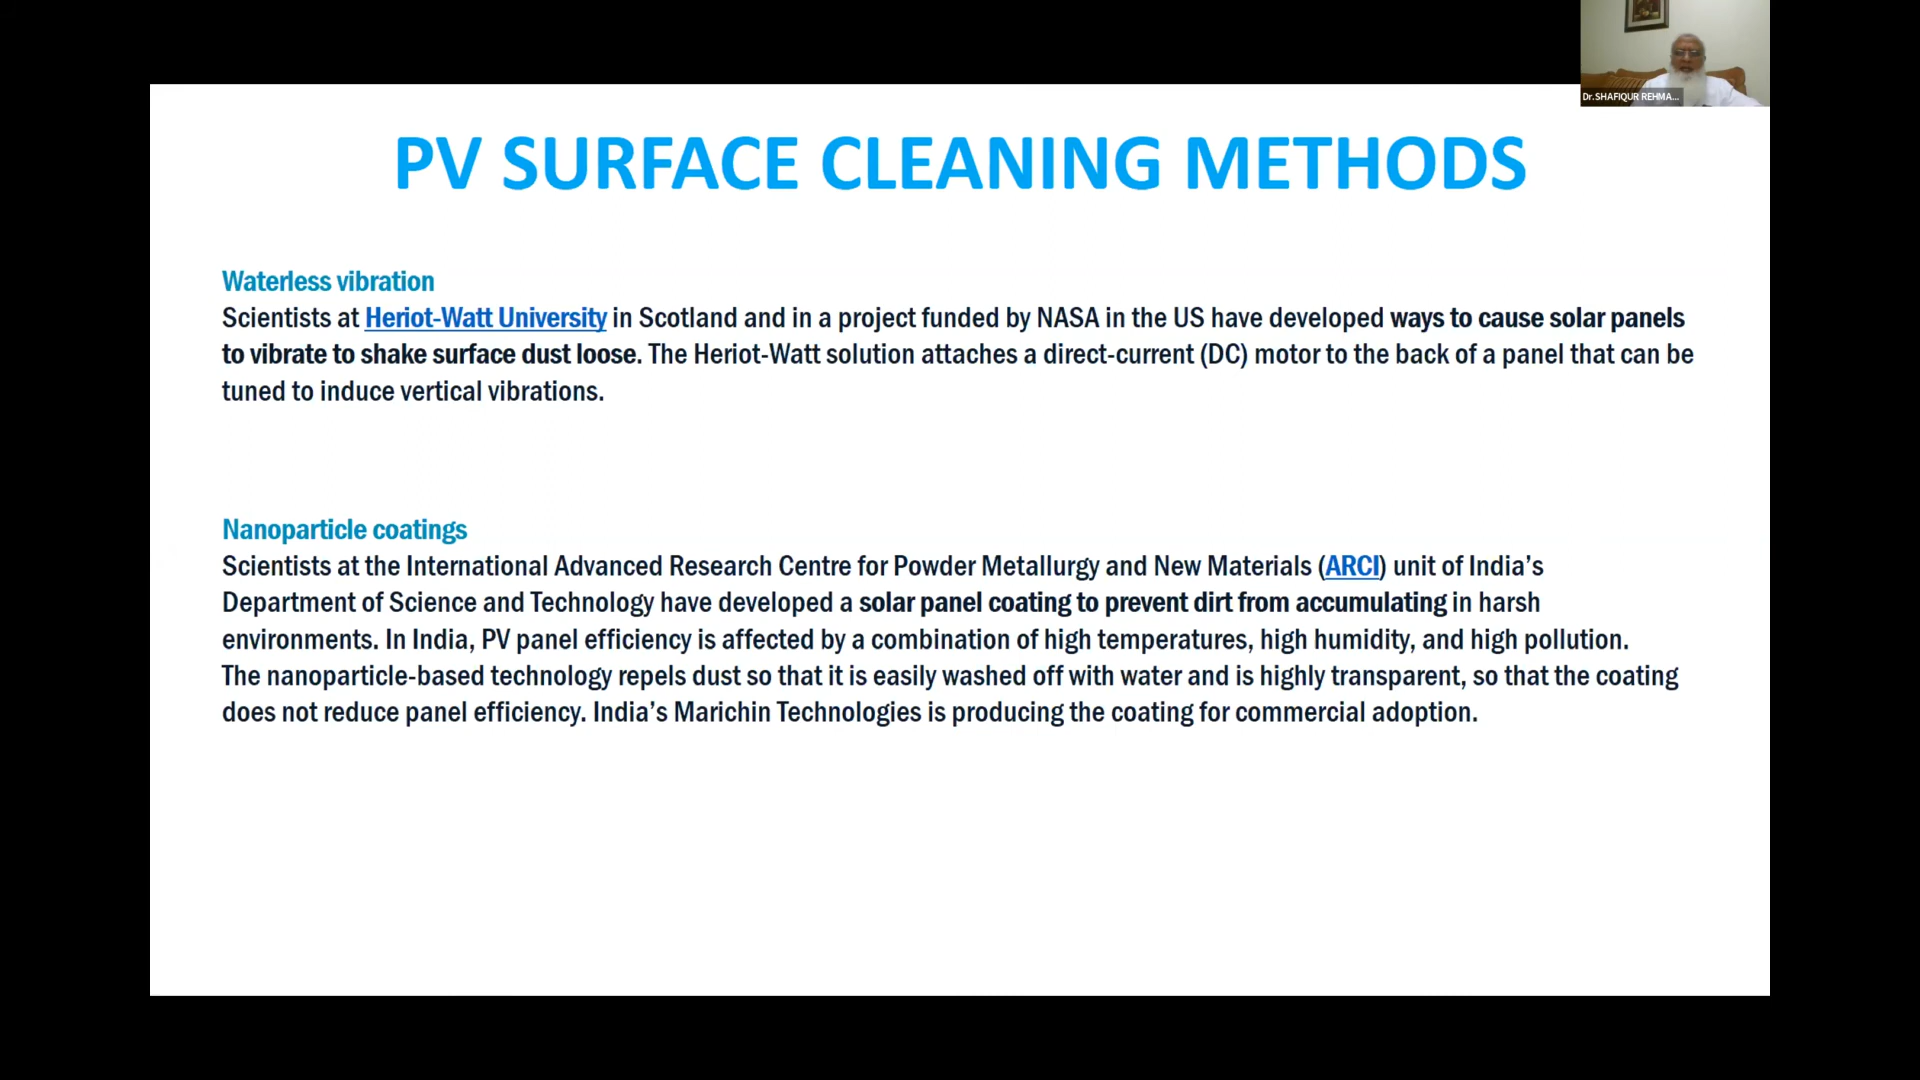 Dr.SHAFIQUR REHMA...
PV SURFACE CLEANING METHODS
Waterless vibration
Scientists at Heriot-Watt University in Scotland and in a project funded by NASA in the US have developed ways to cause solar panels
to vibrate to shake surface dust loose. The Heriot-Watt solution attaches a direct-current (DC) motor to the back of a panel that can be
tuned to induce vertical vibrations.
Nanoparticle coatings
Scientists at the International Advanced Research Centre for Powder Metallurgy and New Materials (ARCI) unit of India’s
Department of Science and Technology have developed a solar panel coating to prevent dirt from accumulating in harsh
environments. In India, PV panel efficiency is affected by a combination of high temperatures, high humidity, and high pollution.
The nanoparticle-based technology repels dust so that it is easily washed off with water and is highly transparent, so that the coating
does not reduce panel efficiency. India’s Marichin Technologies is producing the coating for commercial adoption.